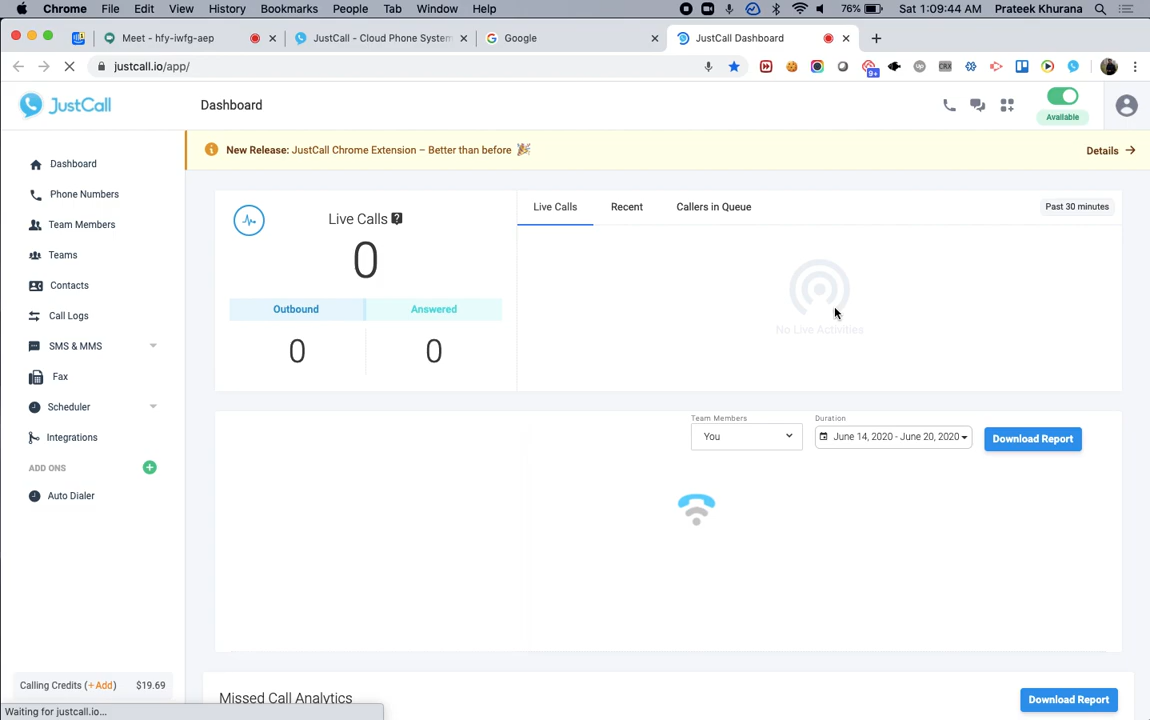 Chrome File Edit View History Bookmarks People Tab Window Help 76% Sat 1:09:44 AM Prateek Khurana
Meet - hfy-iwfg-aep JustCall - Cloud Phone System Google JustCall Dashboard
justcall.io/app/ 9+ up CRX
JustCall Dashboard Available
New Release: JustCall Chrome Extension – Better than before Details
Dashboard
Phone Numbers
Team Members
Teams
Contacts
Call Logs
SMS & MMS
Fax
Scheduler
Integrations
ADD ONS
Auto Dialer
Calling Credits (+Add) $19.69
Waiting for justcall.io...
Live Calls ?
0
Outbound Answered
0 0
Live Calls Recent Callers in Queue Past 30 minutes
No Live Activities
Team Members Duration
You June 14, 2020 - June 20, 2020 Download Report
Missed Call Analytics Download Report